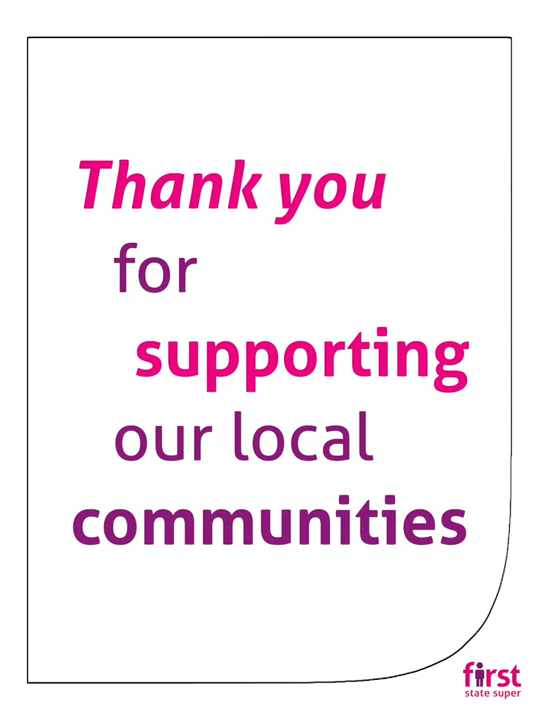 Thank you
for
supporting
our local
communities
first
state super